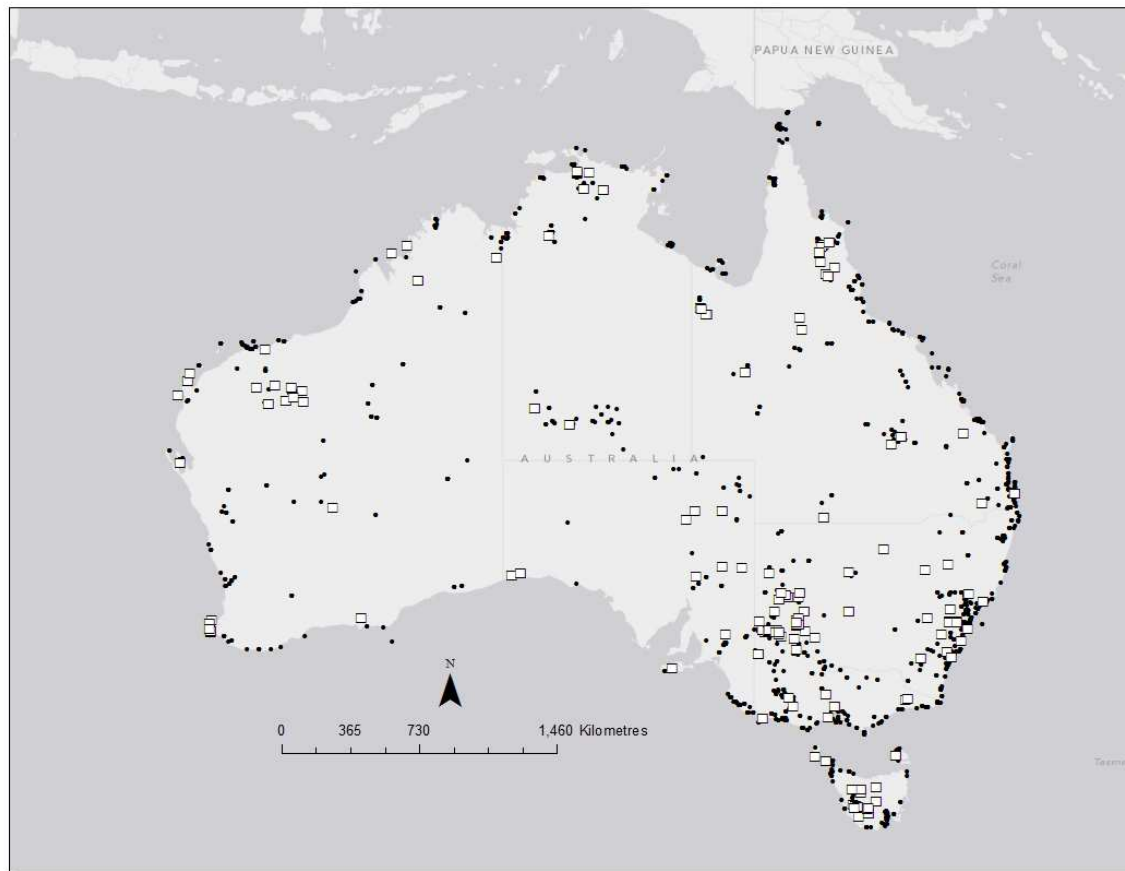 PAPUA NEW GUINEA
Coral
Sea
A U S T R A L I A
N
0 365 730 1,460 Kilometres